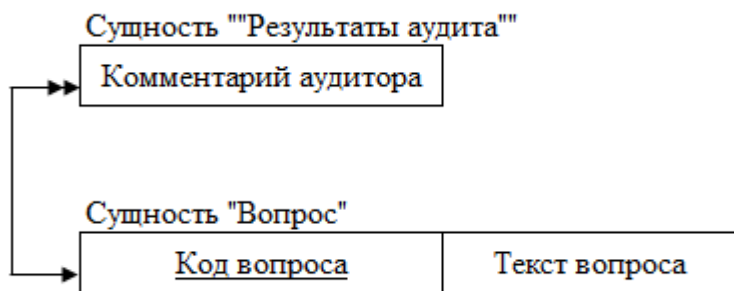 Сущность ""Результаты аудита""
Комментарий аудитора
Сущность "Вопрос"
Код вопроса Текст вопроса